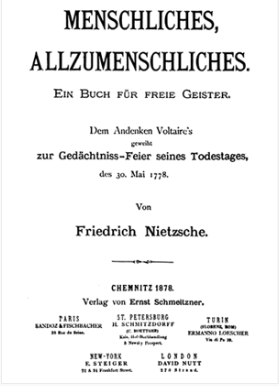 MENSCHLICHES,
ALLZUMENSCHLICHES.
EIN BUCH FÜR FREIE GEISTER.
Dem Andenken Voltaire's
geweiht
zur Gedächtniss-Feier seines Todestages,
des 30. Mai 1778.
Von
Friedrich Nietzsche.
CHEMNITZ 1878.
Verlag von Ernst Schmeitzner.
PARIS
SANDOZ & FISCHBACHER
33 Rue de Seine.
ST. PETERSBURG
H. SCHMITZDORFF
(C. ROETTGER)
Kais. Hof-Buchhandlung
5 Newsky Prospect.
TURIN
(FLORENZ, ROM)
ERMANNO LOESCHER
Via di Po 19.
NEW-YORK
E. STEIGER
22 & 24 Frankfort Street.
LONDON
DAVID NUTT
270 Strand.